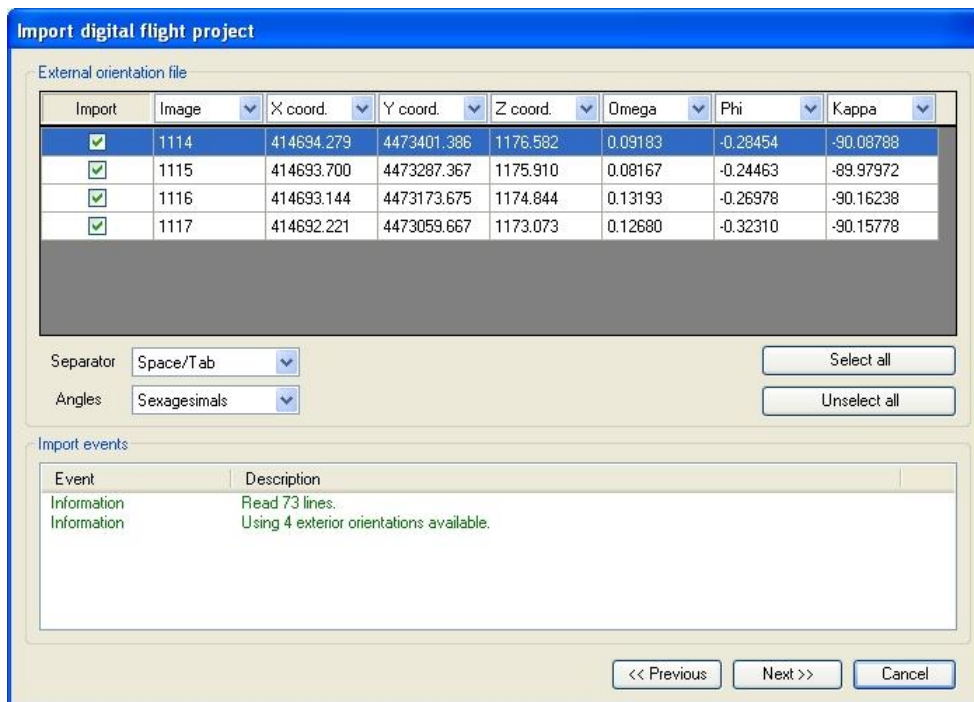 Import digital flight project
External orientation file
Import Image X coord. Y coord. Z coord. Omega Phi Kappa
1114 414694.279 4473401.386 1176.582 0.09183 -0.28454 -90.08788
1115 414693.700 4473287.367 1175.910 0.08167 -0.24463 -89.97972
1116 414693.144 4473173.675 1174.844 0.13193 -0.26978 -90.16238
1117 414692.221 4473059.667 1173.073 0.12680 -0.32310 -90.15778
Separator Space/Tab Select all
Angles Sexagesimals Unselect all
Import events
Event Description
Information Read 73 lines.
Information Using 4 exterior orientations available.
<< Previous Next >> Cancel